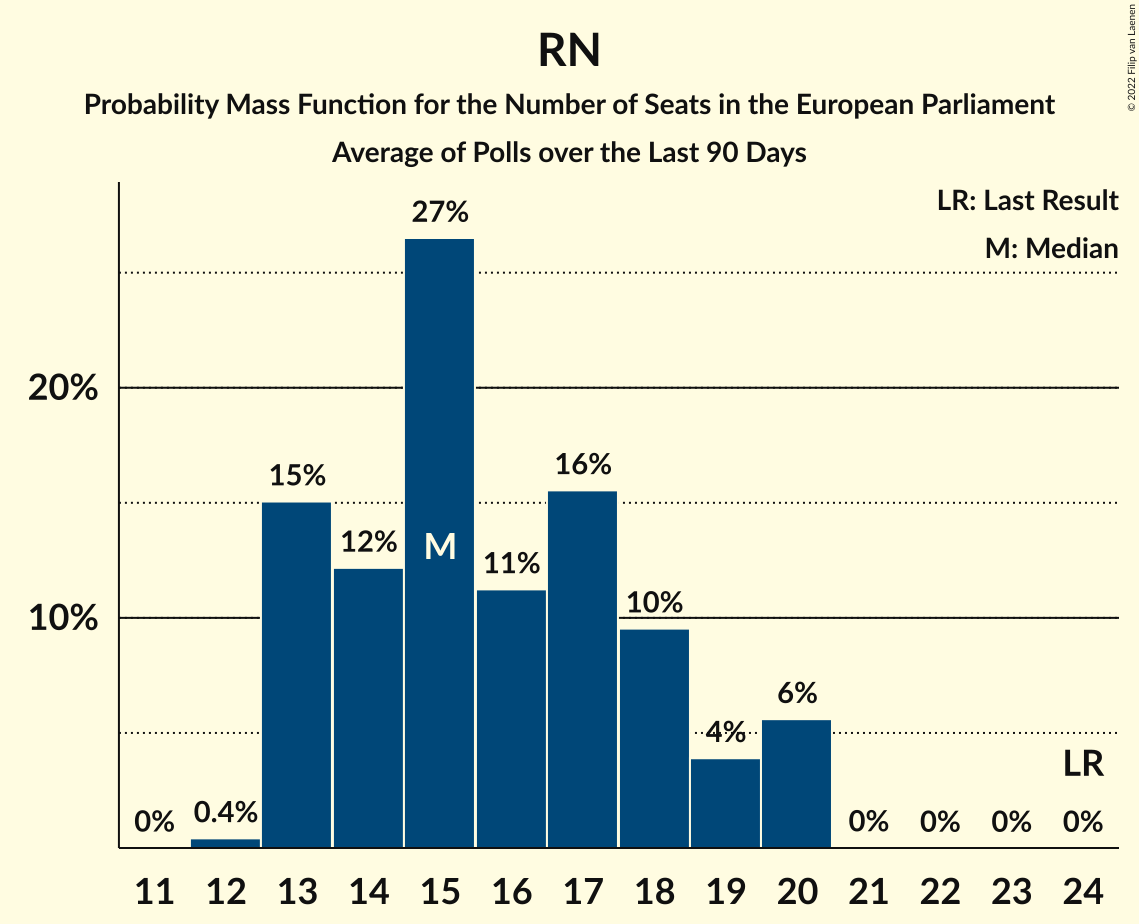 RN
Probability Mass Function for the Number of Seats in the European Parliament
Average of Polls over the Last 90 Days
© 2022 Filip van Laenen
LR: Last Result
M: Median
27%
20%
15%
16%
12%
M
11%
10%
10%
6%
4%
LR
0%
0.4%
0%
0%
0%
0%
11 12 13 14 15 16 17 18 19 20 21 22 23 24